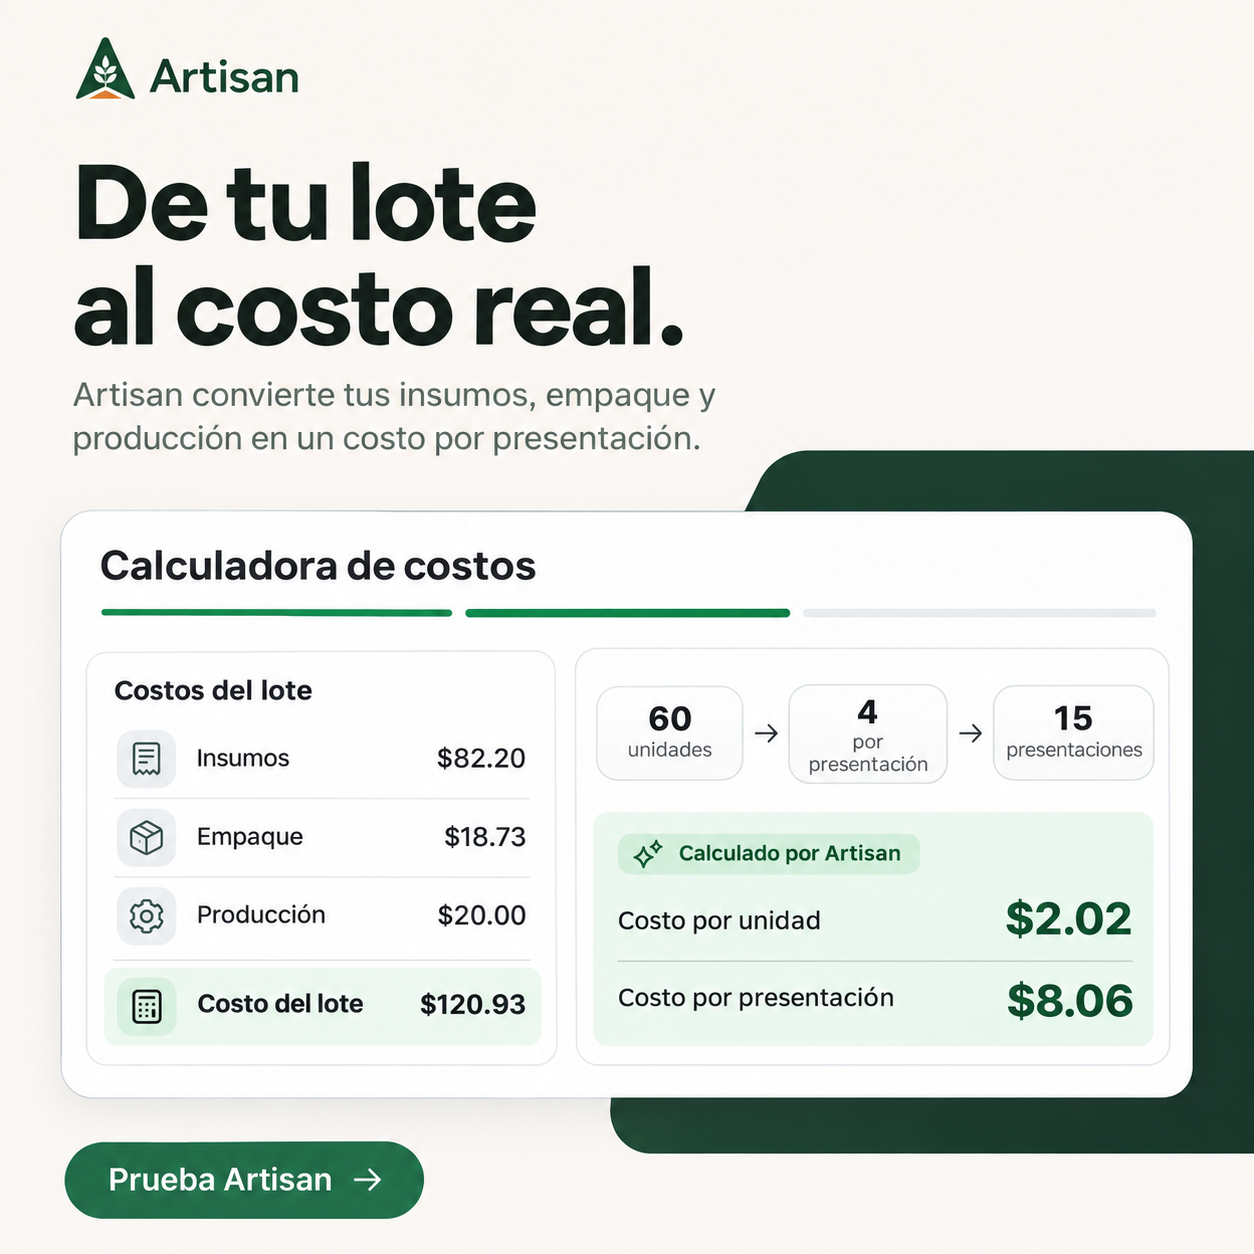 Artisan
De tu lote
al costo real.
Artisan convierte tus insumos, empaque y
producción en un costo por presentación.
Calculadora de costos
Costos del lote
Insumos $82.20
Empaque $18.73
Producción $20.00
Costo del lote $120.93
60
unidades
→
4
por
presentación
→
15
presentaciones
Calculado por Artisan
Costo por unidad $2.02
Costo por presentación $8.06
Prueba Artisan →